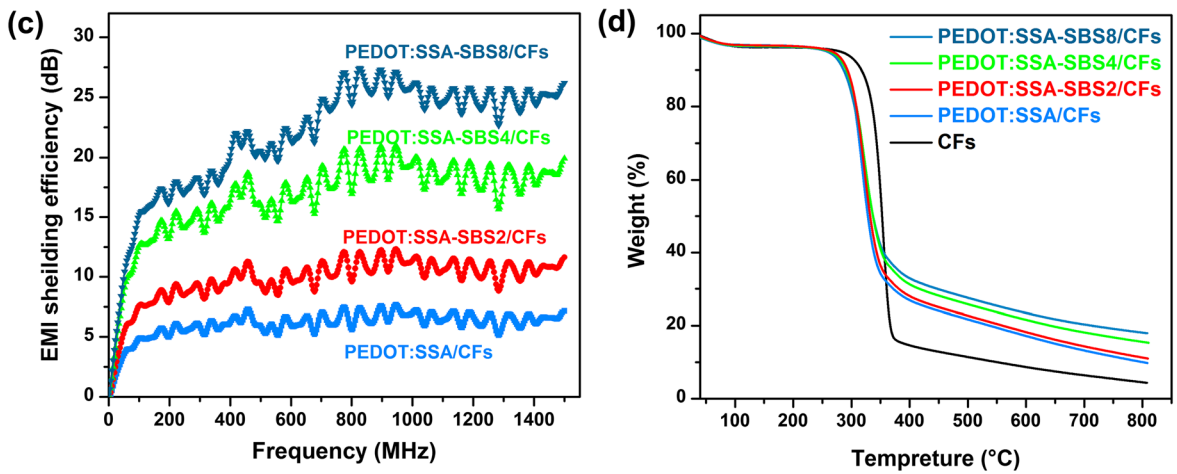 (c)
EMI sheilding efficiency (dB)
30
25
20
15
10
5
0
PEDOT:SSA-SBS8/CFs
PEDOT:SSA-SBS4/CFs
PEDOT:SSA-SBS2/CFs
PEDOT:SSA/CFs
0 200 400 600 800 1000 1200 1400
Frequency (MHz)
(d)
Weight (%)
100
80
60
40
20
0
PEDOT:SSA-SBS8/CFs
PEDOT:SSA-SBS4/CFs
PEDOT:SSA-SBS2/CFs
PEDOT:SSA/CFs
CFs
100 200 300 400 500 600 700 800
Tempreture (°C)